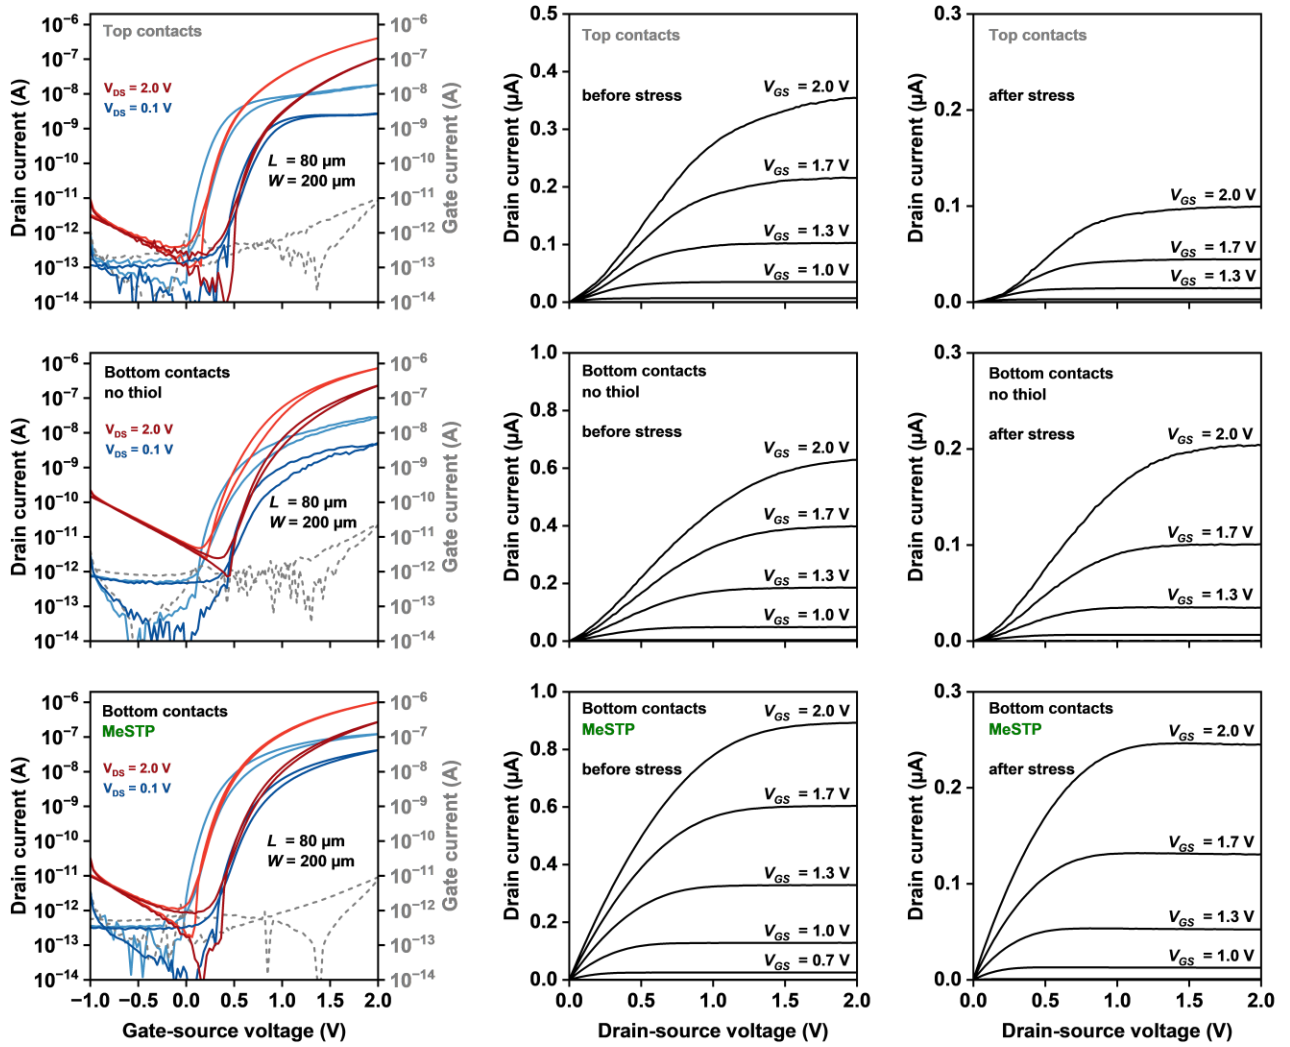 Top contacts
V_DS = 2.0 V
V_DS = 0.1 V
L = 80 µm
W = 200 µm
Drain current (A)
10⁻⁶
10⁻⁷
10⁻⁸
10⁻⁹
10⁻¹⁰
10⁻¹¹
10⁻¹²
10⁻¹³
10⁻¹⁴
Gate current (A)
10⁻⁶
10⁻⁷
10⁻⁸
10⁻⁹
10⁻¹⁰
10⁻¹¹
10⁻¹²
10⁻¹³
10⁻¹⁴
Top contacts
before stress
V_GS = 2.0 V
V_GS = 1.7 V
V_GS = 1.3 V
V_GS = 1.0 V
Drain current (µA)
0.5
0.4
0.3
0.2
0.1
0.0
0.0 0.5 1.0 1.5 2.0
Top contacts
after stress
V_GS = 2.0 V
V_GS = 1.7 V
V_GS = 1.3 V
Drain current (µA)
0.3
0.2
0.1
0.0
Bottom contacts
no thiol
V_DS = 2.0 V
V_DS = 0.1 V
L = 80 µm
W = 200 µm
Drain current (A)
10⁻⁶
10⁻⁷
10⁻⁸
10⁻⁹
10⁻¹⁰
10⁻¹¹
10⁻¹²
10⁻¹³
10⁻¹⁴
Gate current (A)
10⁻⁶
10⁻⁷
10⁻⁸
10⁻⁹
10⁻¹⁰
10⁻¹¹
10⁻¹²
10⁻¹³
10⁻¹⁴
Bottom contacts
no thiol
before stress
V_GS = 2.0 V
V_GS = 1.7 V
V_GS = 1.3 V
V_GS = 1.0 V
Drain current (µA)
1.0
0.8
0.6
0.4
0.2
0.0
Bottom contacts
no thiol
after stress
V_GS = 2.0 V
V_GS = 1.7 V
V_GS = 1.3 V
Drain current (µA)
0.3
0.2
0.1
0.0
Bottom contacts
MeSTP
V_DS = 2.0 V
V_DS = 0.1 V
L = 80 µm
W = 200 µm
Drain current (A)
10⁻⁶
10⁻⁷
10⁻⁸
10⁻⁹
10⁻¹⁰
10⁻¹¹
10⁻¹²
10⁻¹³
10⁻¹⁴
Gate current (A)
10⁻⁶
10⁻⁷
10⁻⁸
10⁻⁹
10⁻¹⁰
10⁻¹¹
10⁻¹²
10⁻¹³
10⁻¹⁴
−1.0 −0.5 0.0 0.5 1.0 1.5 2.0
Gate-source voltage (V)
Bottom contacts
MeSTP
before stress
V_GS = 2.0 V
V_GS = 1.7 V
V_GS = 1.3 V
V_GS = 1.0 V
V_GS = 0.7 V
Drain current (µA)
1.0
0.8
0.6
0.4
0.2
0.0
0.0 0.5 1.0 1.5 2.0
Drain-source voltage (V)
Bottom contacts
MeSTP
after stress
V_GS = 2.0 V
V_GS = 1.7 V
V_GS = 1.3 V
V_GS = 1.0 V
Drain current (µA)
0.3
0.2
0.1
0.0
0.0 0.5 1.0 1.5 2.0
Drain-source voltage (V)